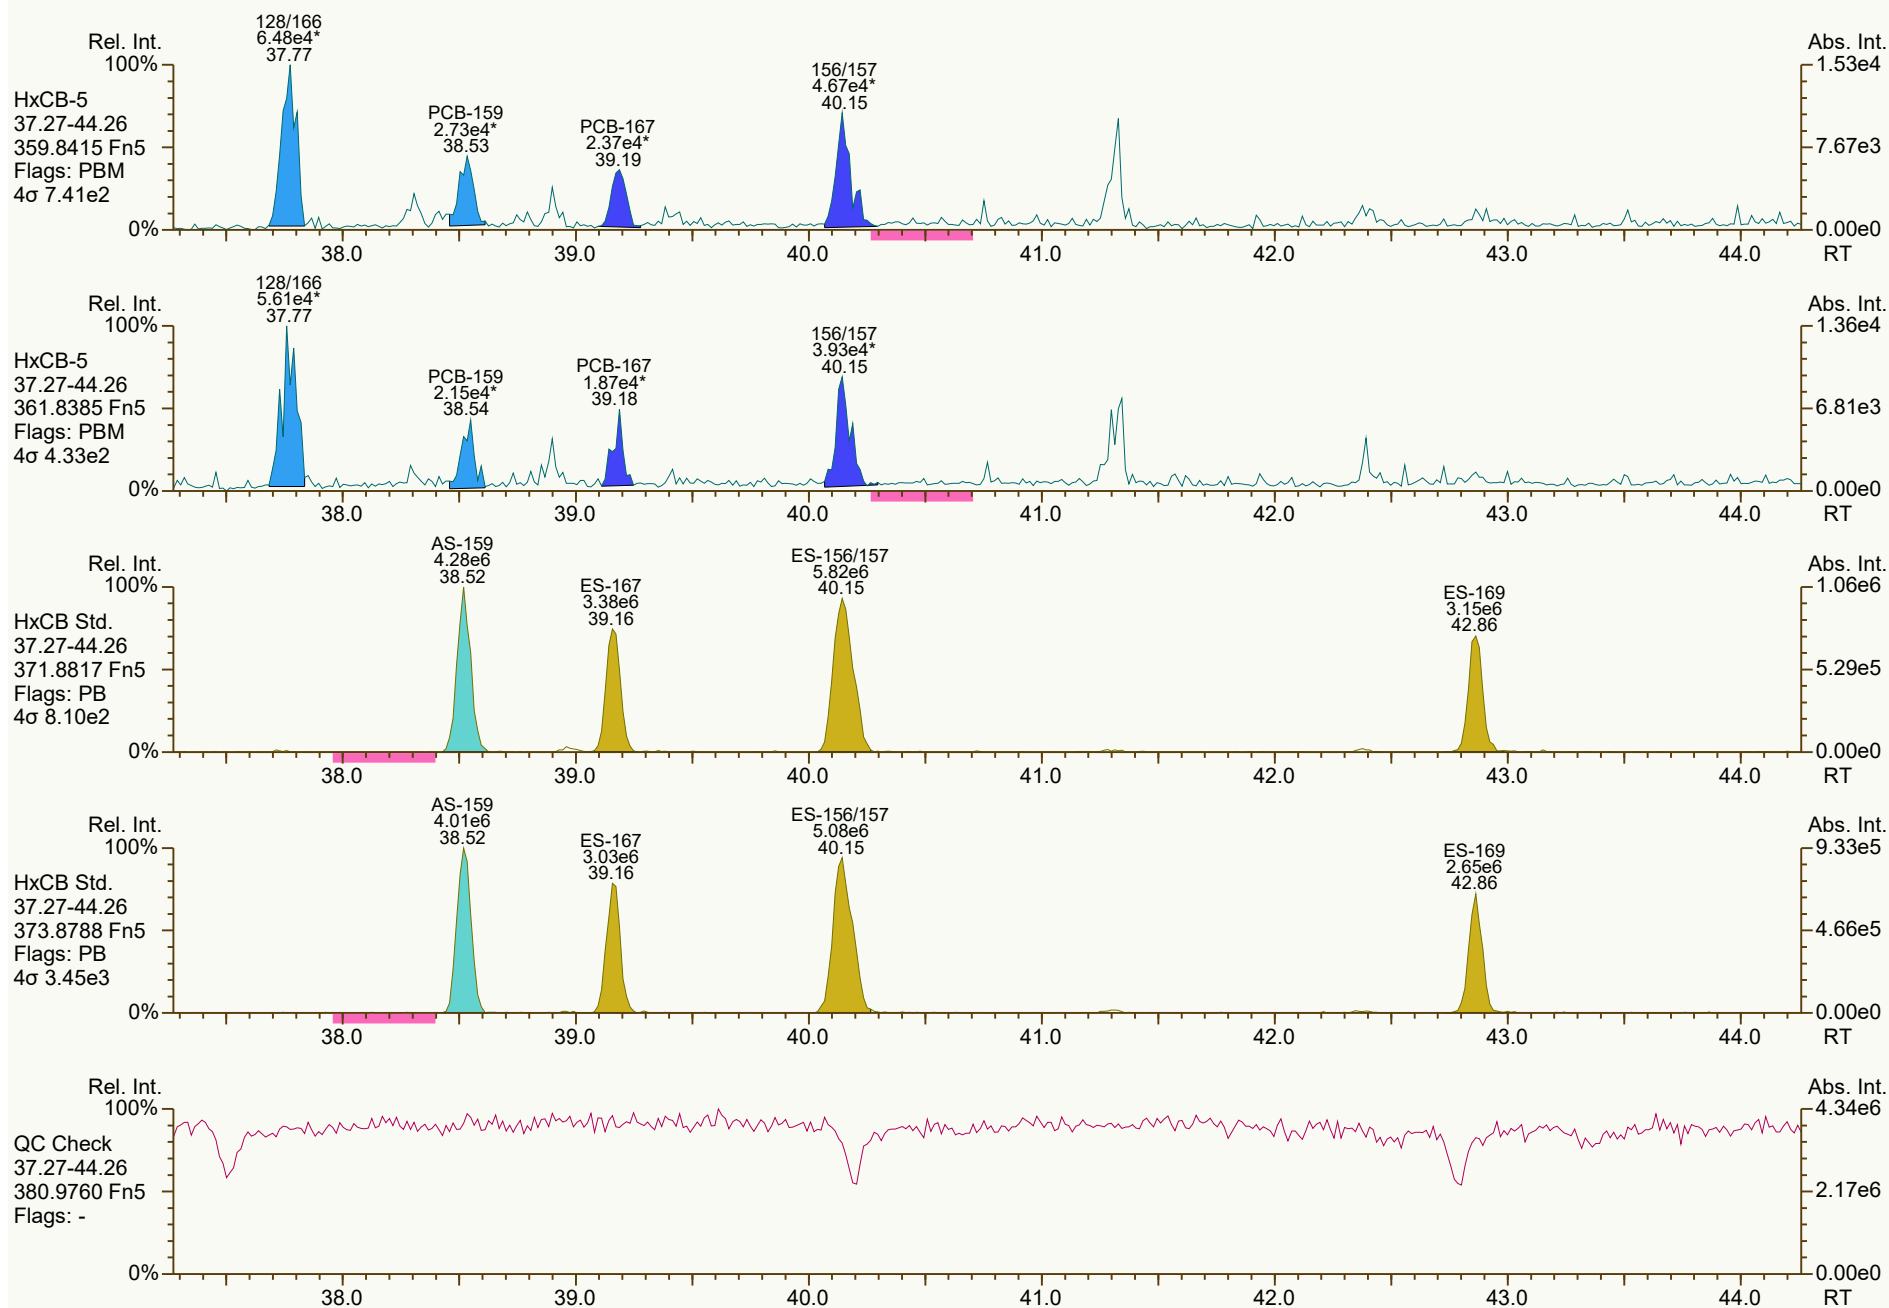 128/166
6.48e4*
37.77
Rel. Int.
Abs. Int.
100%
1.53e4
HxCB-5
37.27-44.26
359.8415 Fn5
Flags: PBM
4σ 7.41e2
PCB-159
2.73e4*
38.53
PCB-167
2.37e4*
39.19
156/157
4.67e4*
40.15
7.67e3
0%
0.00e0
38.0 39.0 40.0 41.0 42.0 43.0 44.0 RT
128/166
5.61e4*
37.77
Rel. Int.
Abs. Int.
100%
1.36e4
HxCB-5
37.27-44.26
361.8385 Fn5
Flags: PBM
4σ 4.33e2
PCB-159
2.15e4*
38.54
PCB-167
1.87e4*
39.18
156/157
3.93e4*
40.15
6.81e3
0%
0.00e0
38.0 39.0 40.0 41.0 42.0 43.0 44.0 RT
Rel. Int.
Abs. Int.
100%
1.06e6
HxCB Std.
37.27-44.26
371.8817 Fn5
Flags: PB
4σ 8.10e2
AS-159
4.28e6
38.52
ES-167
3.38e6
39.16
ES-156/157
5.82e6
40.15
ES-169
3.15e6
42.86
5.29e5
0%
0.00e0
38.0 39.0 40.0 41.0 42.0 43.0 44.0 RT
Rel. Int.
Abs. Int.
100%
9.33e5
HxCB Std.
37.27-44.26
373.8788 Fn5
Flags: PB
4σ 3.45e3
AS-159
4.01e6
38.52
ES-167
3.03e6
39.16
ES-156/157
5.08e6
40.15
ES-169
2.65e6
42.86
4.66e5
0%
0.00e0
38.0 39.0 40.0 41.0 42.0 43.0 44.0 RT
Rel. Int.
Abs. Int.
100%
4.34e6
QC Check
37.27-44.26
380.9760 Fn5
Flags: -
2.17e6
0%
0.00e0
38.0 39.0 40.0 41.0 42.0 43.0 44.0 RT